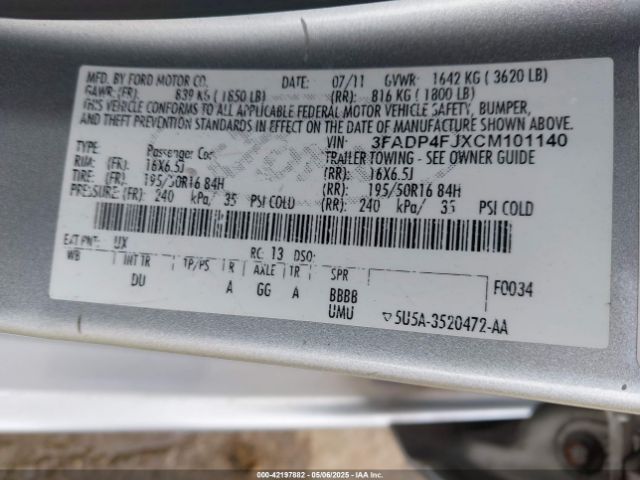 MFD. BY FORD MOTOR CO. DATE: 07/11 GVWR: 1642 KG ( 3620 LB)
GAWR:(FR): 839 KG ( 1850 LB) (RR): 816 KG ( 1800 LB)
THIS VEHICLE CONFORMS TO ALL APPLICABLE FEDERAL MOTOR VEHICLE SAFETY, BUMPER,
AND THEFT PREVENTION STANDARDS IN EFFECT ON THE DATE OF MANUFACTURE SHOWN ABOVE.
VIN: 3FADP4FJXCM101140
Passenger Car TRAILER TOWING - SEE OWNER GUIDE
RIM: (FR): 16X6.5J (RR): 16X6.5J
TIRE: (FR): 195/50R16 84H (RR): 195/50R16 84H
PRESSURE:(FR): 240 kPa/ 35 PSI COLD (RR): 240 kPa/ 35 PSI COLD
EXT PNT: UX RC: 13 DSO:
WB INT TR TP/PS R AXLE TR SPR F0034
DU A GG A BBBB
UMU 5U5A-3520472-AA
000-42197882 - 05/06/2025 - IAA Inc.